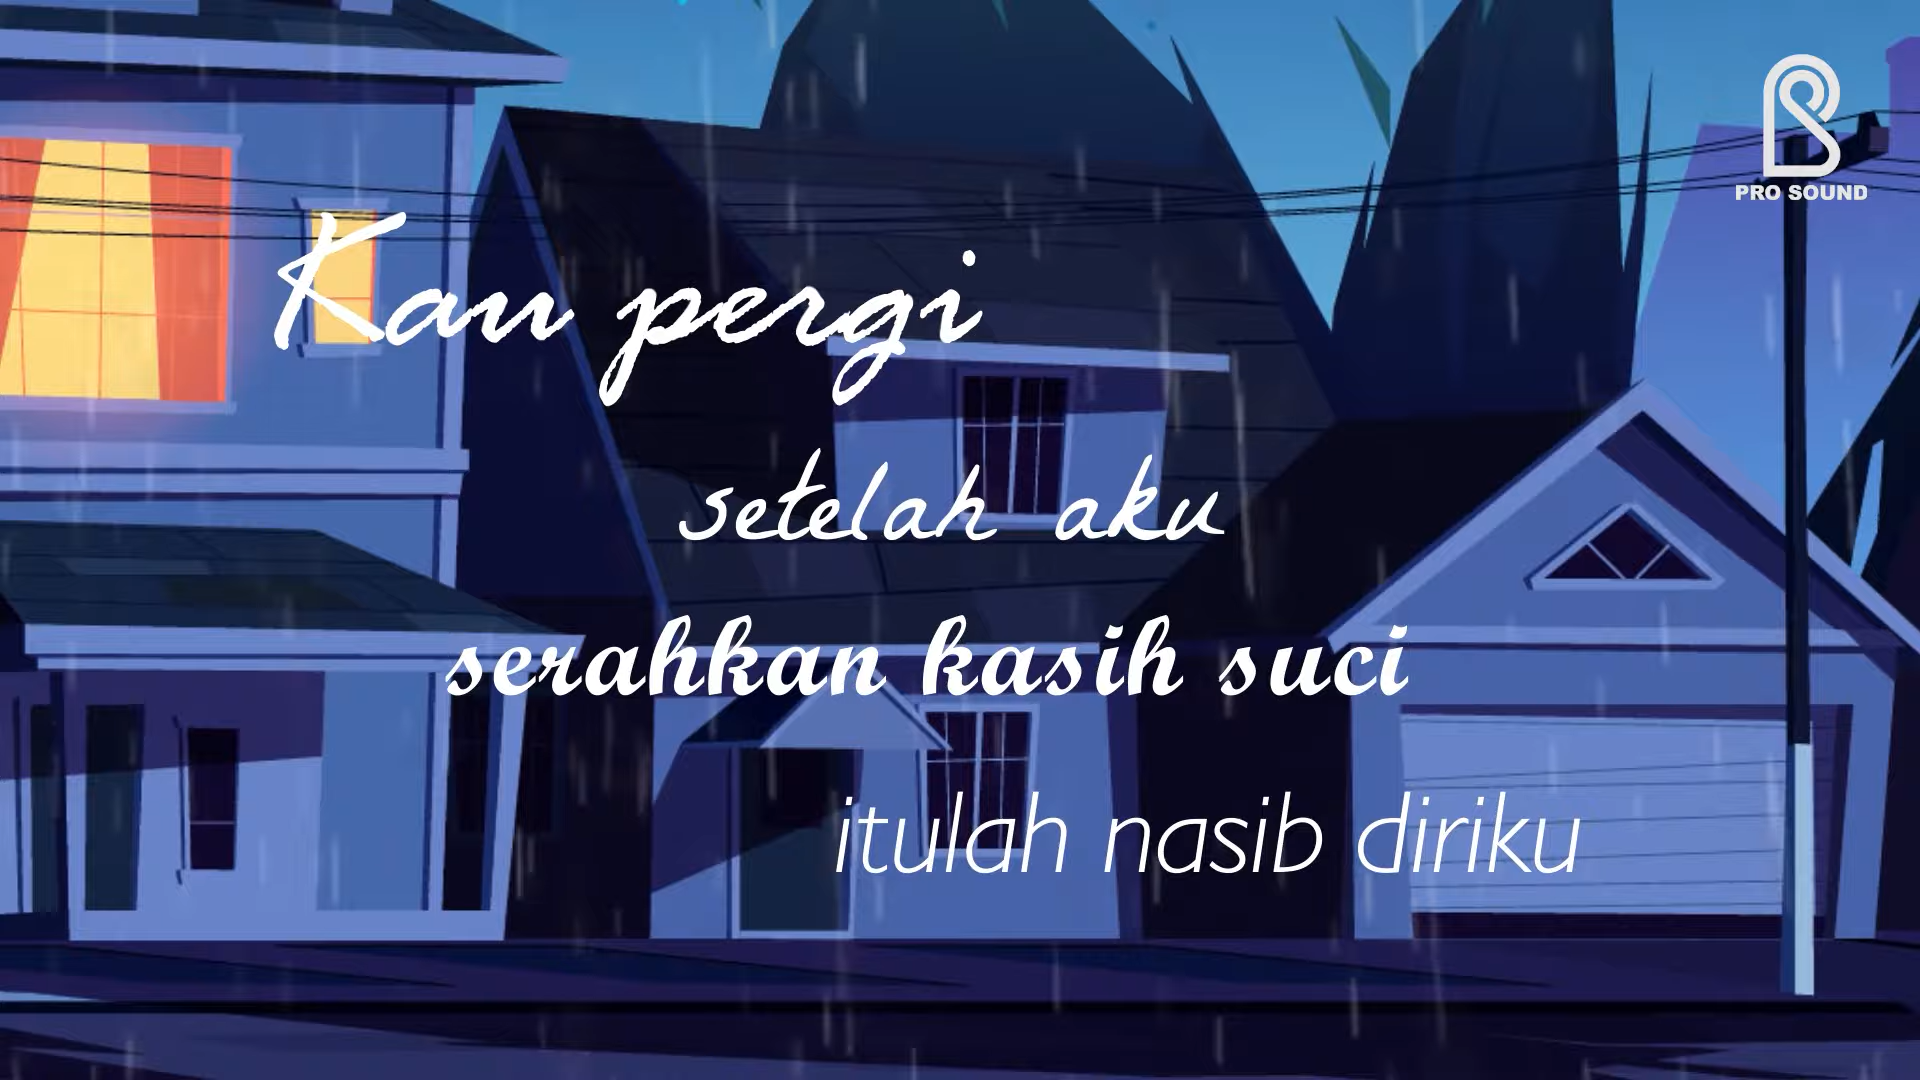 PRO SOUND
Kau pergi
setelah aku
serahkan kasih suci
itulah nasib diriku